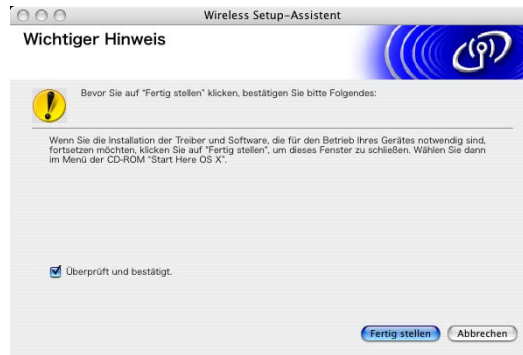 Wireless Setup-Assistent
Wichtiger Hinweis
Bevor Sie auf "Fertig stellen" klicken, bestätigen Sie bitte Folgendes:
Wenn Sie die Installation der Treiber und Software, die für den Betrieb Ihres Gerätes notwendig sind,
fortsetzen möchten, klicken Sie auf "Fertig stellen", um dieses Fenster zu schließen. Wählen Sie dann
im Menü der CD-ROM "Start Here OS X".
Überprüft und bestätigt.
Fertig stellen
Abbrechen